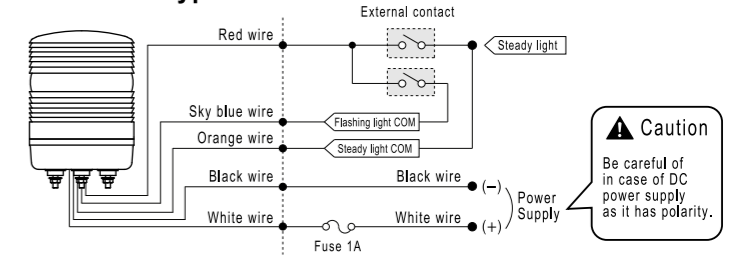 External contact
Red wire
Steady light
Sky blue wire
Flashing light COM
Orange wire
Steady light COM
Black wire
Black wire
(−)
White wire
White wire
(+)
Power
Supply
Fuse 1A
Caution
Be careful of
in case of DC
power supply
as it has polarity.